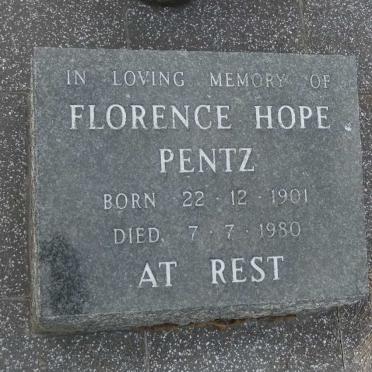 IN LOVING MEMORY OF
FLORENCE HOPE
PENTZ
BORN 22 · 12 · 1901
DIED. 7 · 7 · 1980
AT REST